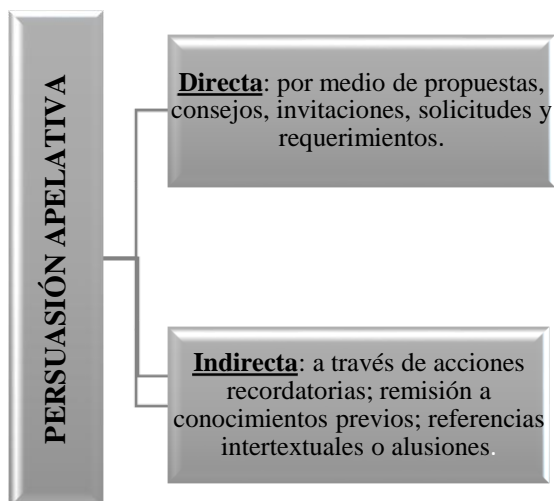 PERSUASIÓN APELATIVA
Directa: por medio de propuestas,
consejos, invitaciones, solicitudes y
requerimientos.
Indirecta: a través de acciones
recordatorias; remisión a
conocimientos previos; referencias
intertextuales o alusiones.